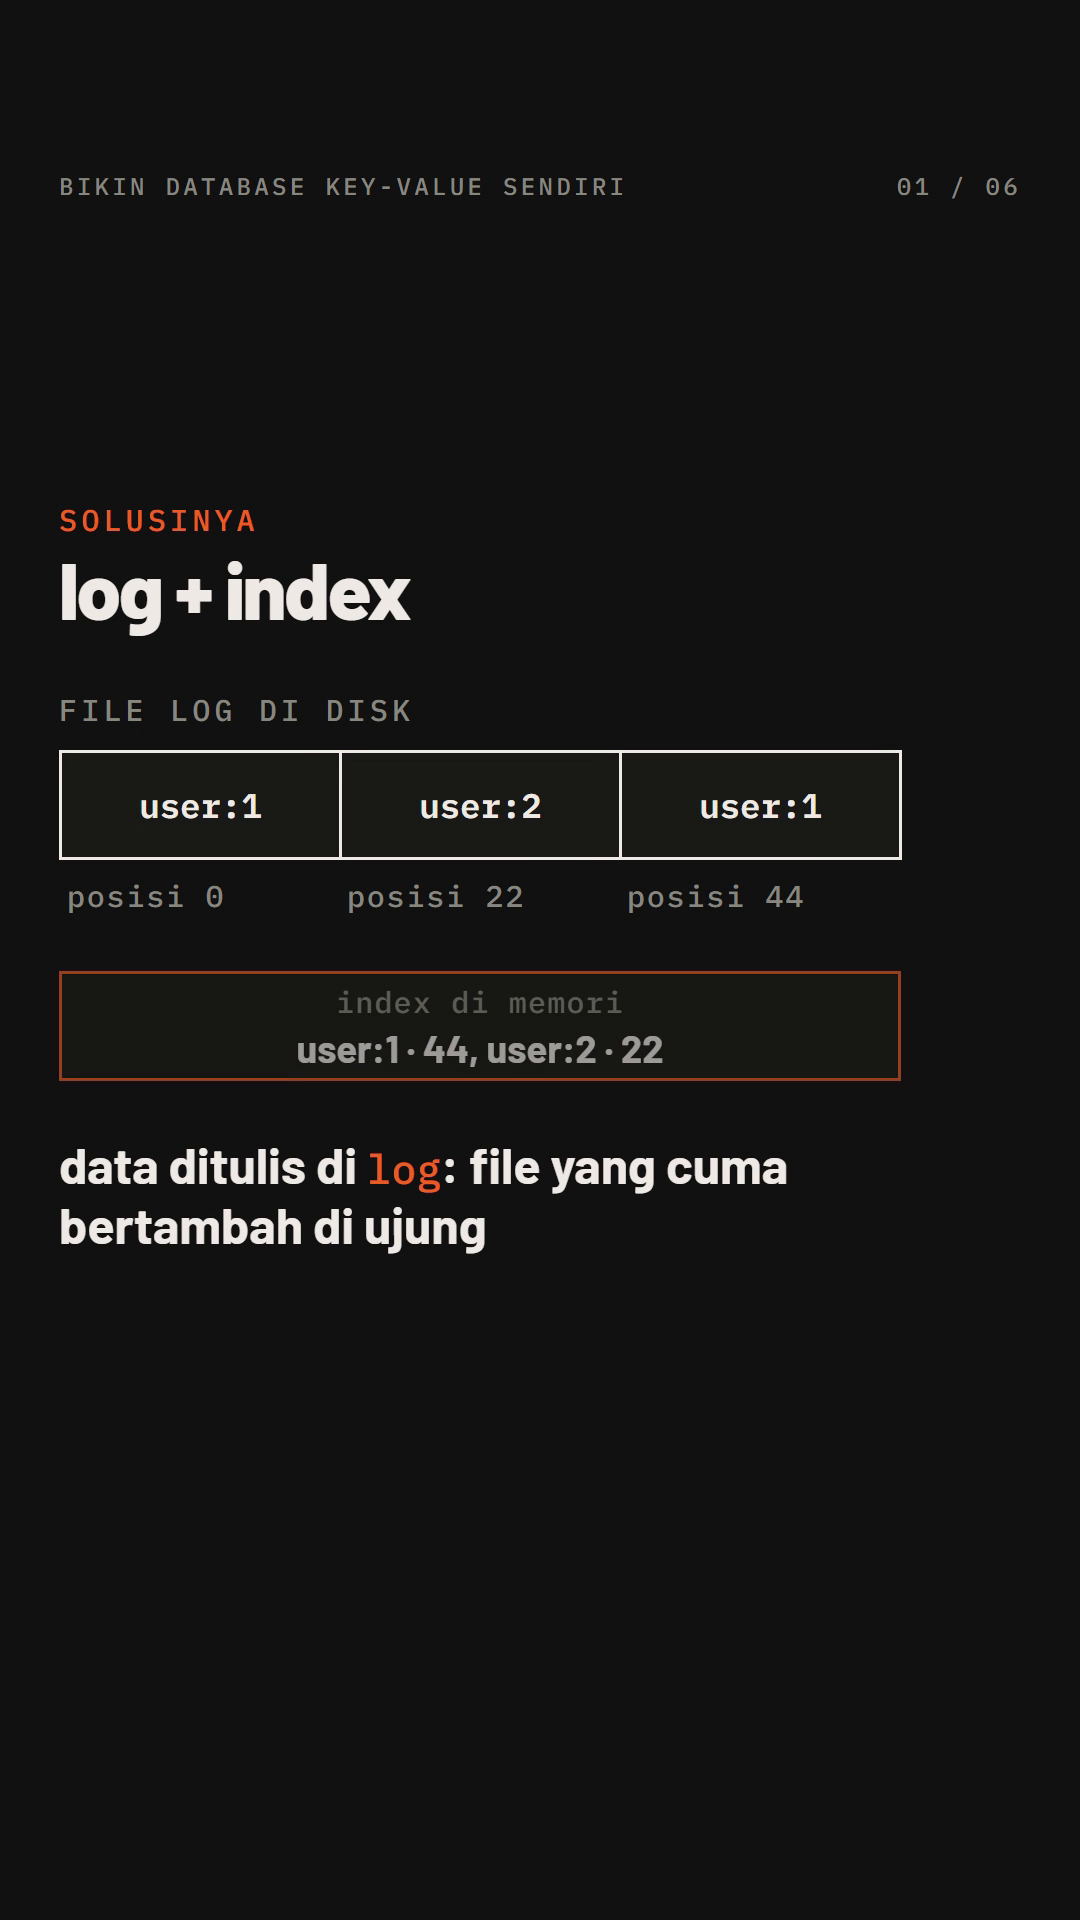 BIKIN DATABASE KEY-VALUE SENDIRI 01 / 06
SOLUSINYA
log + index
FILE LOG DI DISK
user:1 user:2 user:1
posisi 0 posisi 22 posisi 44
index di memori
user:1 · 44, user:2 · 22
data ditulis di log: file yang cuma
bertambah di ujung